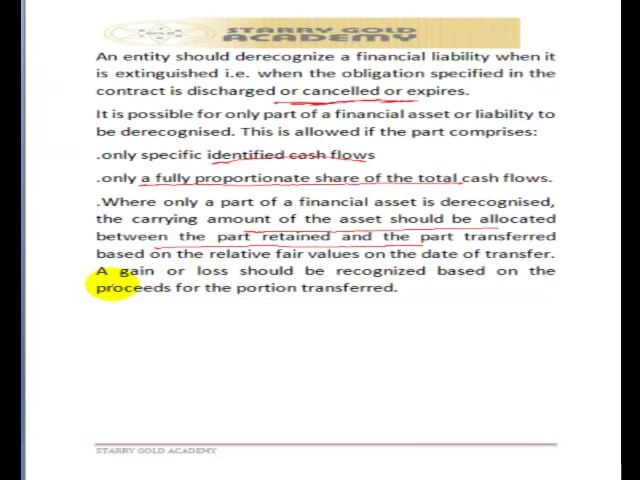 STARRY GOLD
ACADEMY
An entity should derecognize a financial liability when it
is extinguished i.e. when the obligation specified in the
contract is discharged or cancelled or expires.
It is possible for only part of a financial asset or liability to
be derecognised. This is allowed if the part comprises:
.only specific identified cash flows
.only a fully proportionate share of the total cash flows.
.Where only a part of a financial asset is derecognised,
the carrying amount of the asset should be allocated
between the part retained and the part transferred
based on the relative fair values on the date of transfer.
A gain or loss should be recognized based on the
proceeds for the portion transferred.
STARRY GOLD ACADEMY